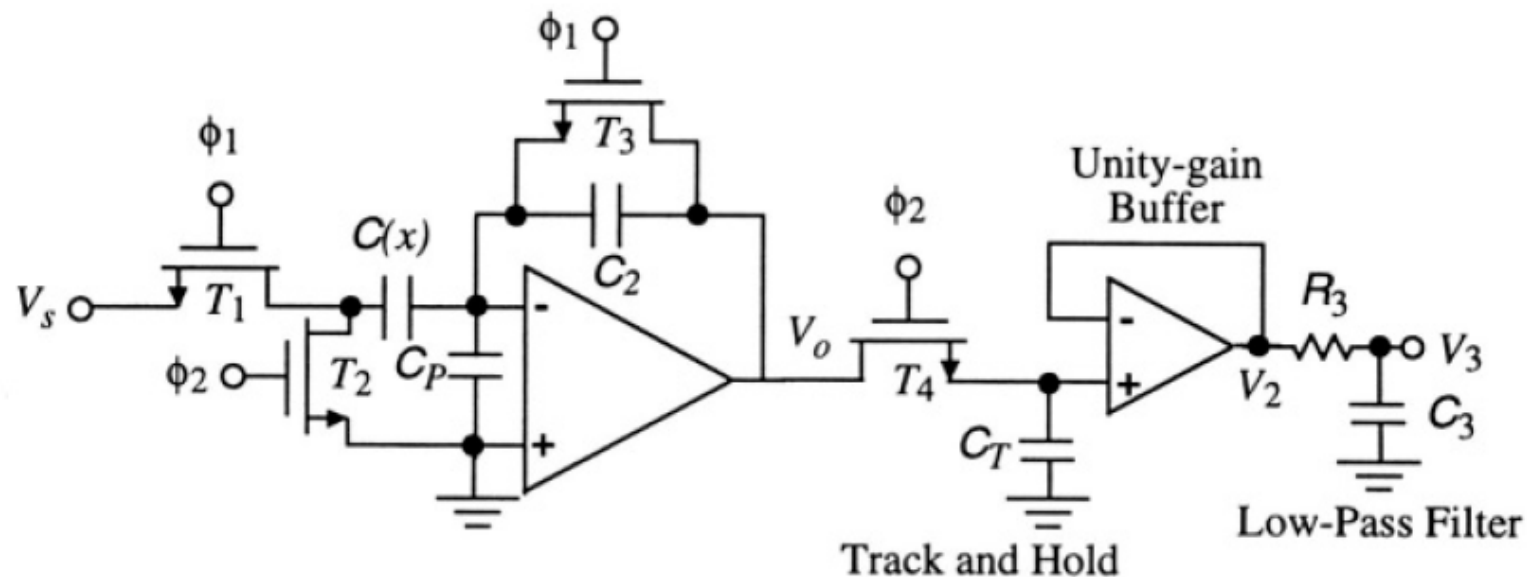 ϕ1
T3
ϕ1
Unity-gain
Buffer
C(x)
ϕ2
C2
R3
Vs
T1
-
-
Vo
V3
ϕ2
T2
CP
T4
+
V2
C3
+
CT
Low-Pass Filter
Track and Hold